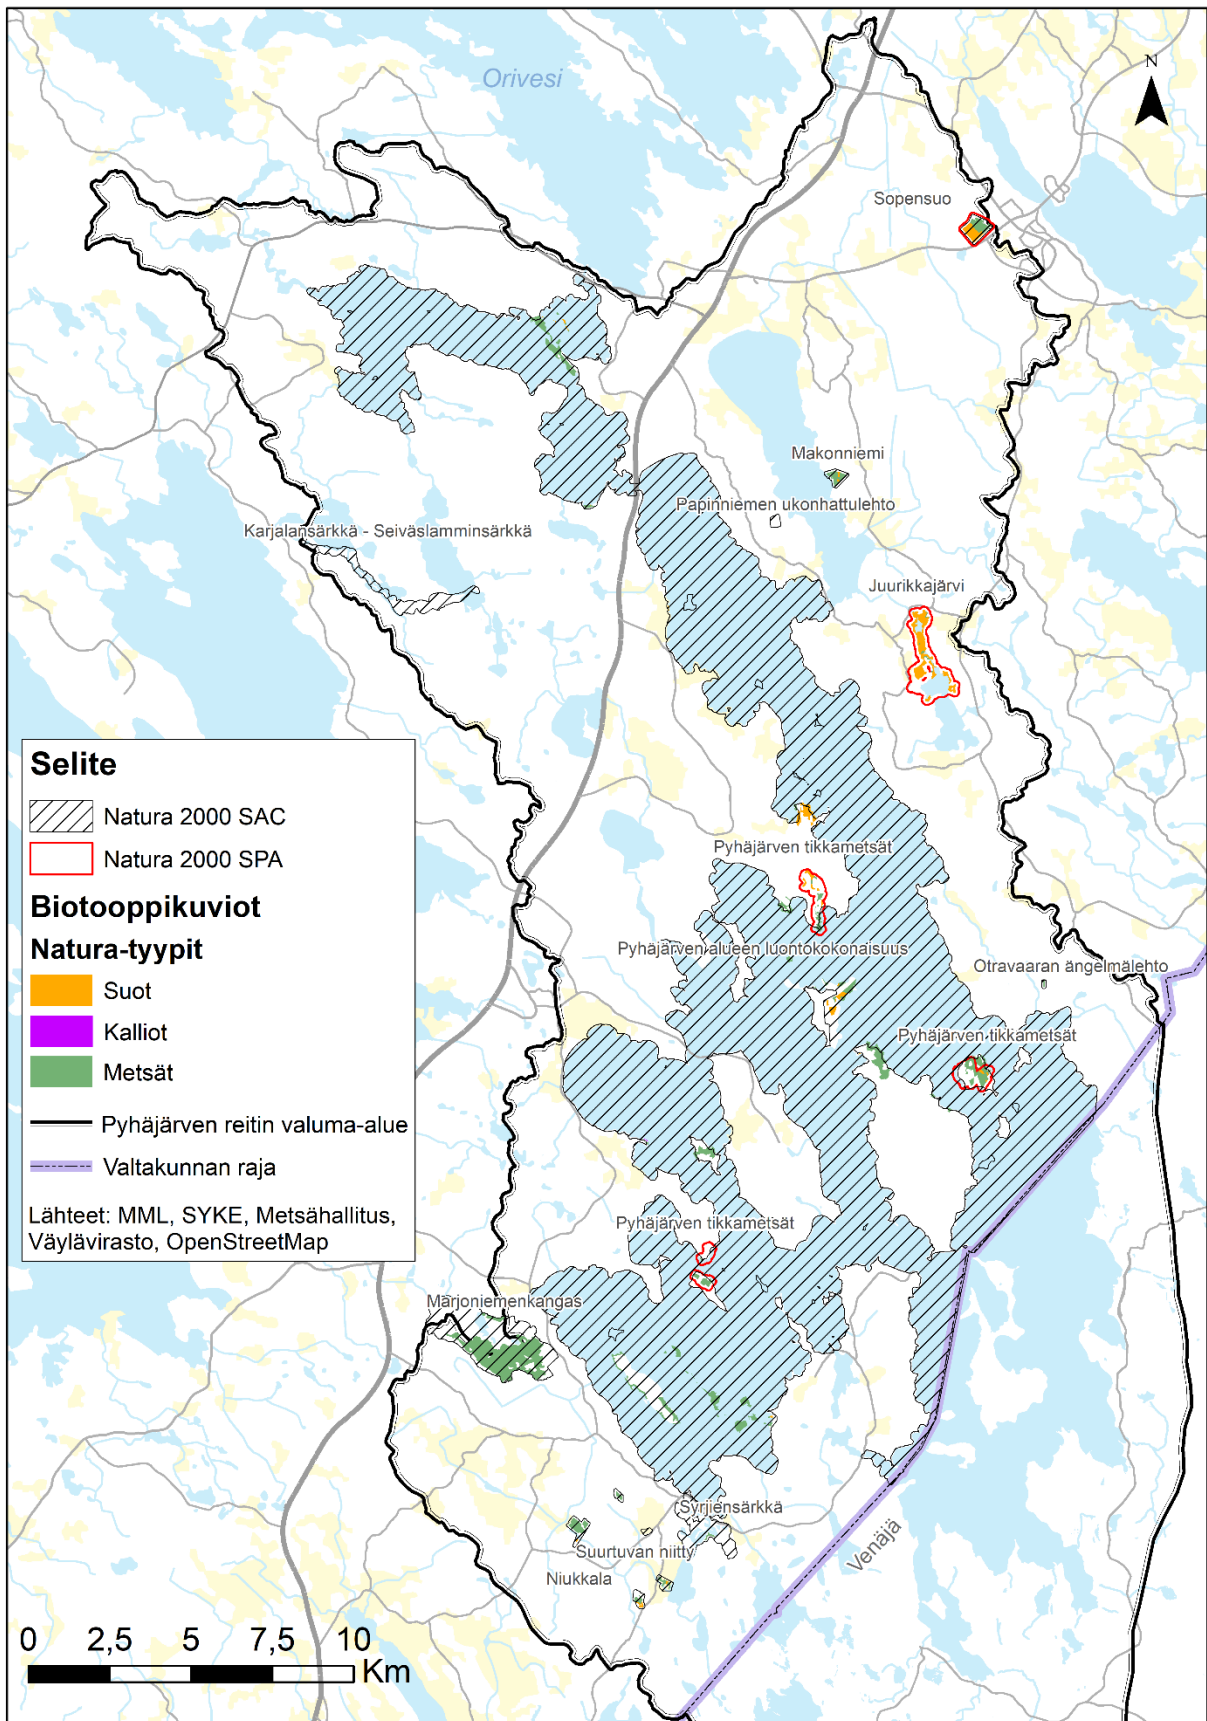 Orivesi
N
Sopensuo
Makonniemi
Papinniemen ukonhattulehto
Karjalansärkkä - Seiväslamminsärkkä
Juurikkajärvi
Selite
Natura 2000 SAC
Natura 2000 SPA
Biotooppikuviot
Natura-tyypit
Suot
Kalliot
Metsät
Pyhäjärven reitin valuma-alue
Valtakunnan raja
Lähteet: MML, SYKE, Metsähallitus,
Väylävirasto, OpenStreetMap
Pyhäjärven tikkametsät
Pyhäjärven alueen luontokokonaisuus
Otravaaran ängelmälehto
Pyhäjärven tikkametsät
Pyhäjärven tikkametsät
Marjoniemenkangas
Syrjiensärkkä
Suurtuvan niitty
Niukkala
Venäjä
0 2,5 5 7,5 10
Km